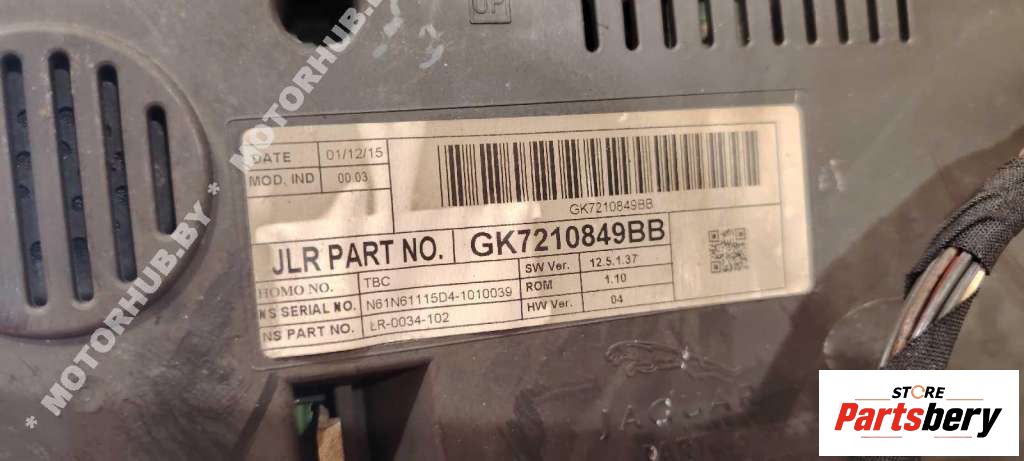 UP
DATE 01/12/15
MOD. IND 00 03
GK7210849BB
JLR PART NO. GK7210849BB
HOMO NO. TBC
NS SERIAL NO. N61N61115D4-1010039
NS PART NO. LR-0034-102
SW Ver. 12.5.1.37
ROM 1.10
HW Ver. 04
JAGUAR
* MOTORHUB.BY * MOTORHUB.BY
STORE
Partsbery